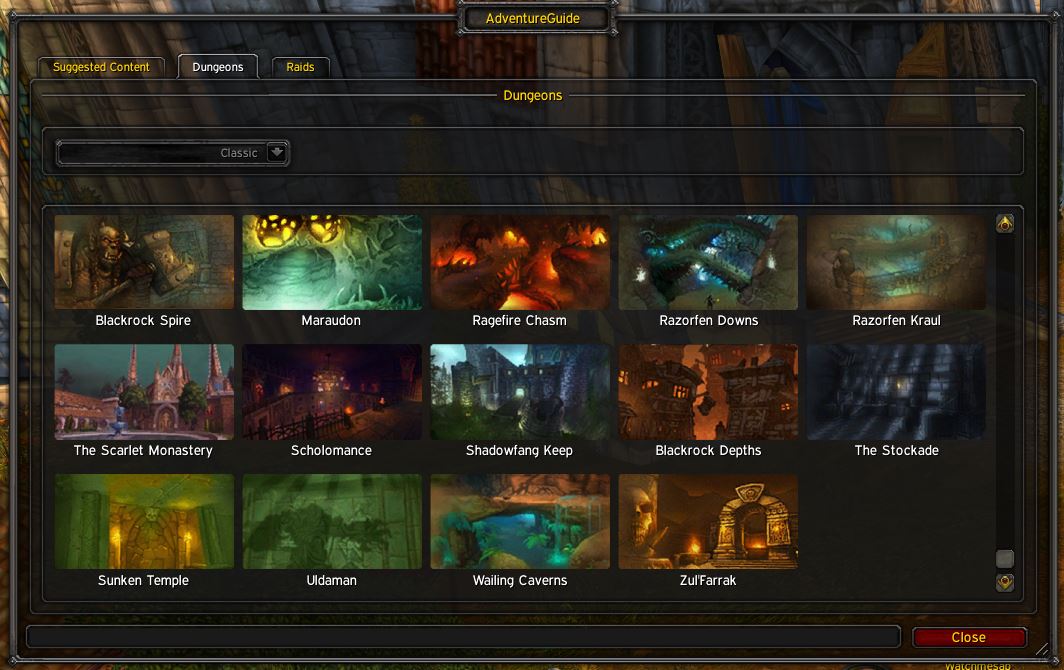 AdventureGuide
Suggested Content
Dungeons
Raids
Dungeons
Classic
Blackrock Spire
Maraudon
Ragefire Chasm
Razorfen Downs
Razorfen Kraul
The Scarlet Monastery
Scholomance
Shadowfang Keep
Blackrock Depths
The Stockade
Sunken Temple
Uldaman
Wailing Caverns
Zul'Farrak
Close
Watchmesap